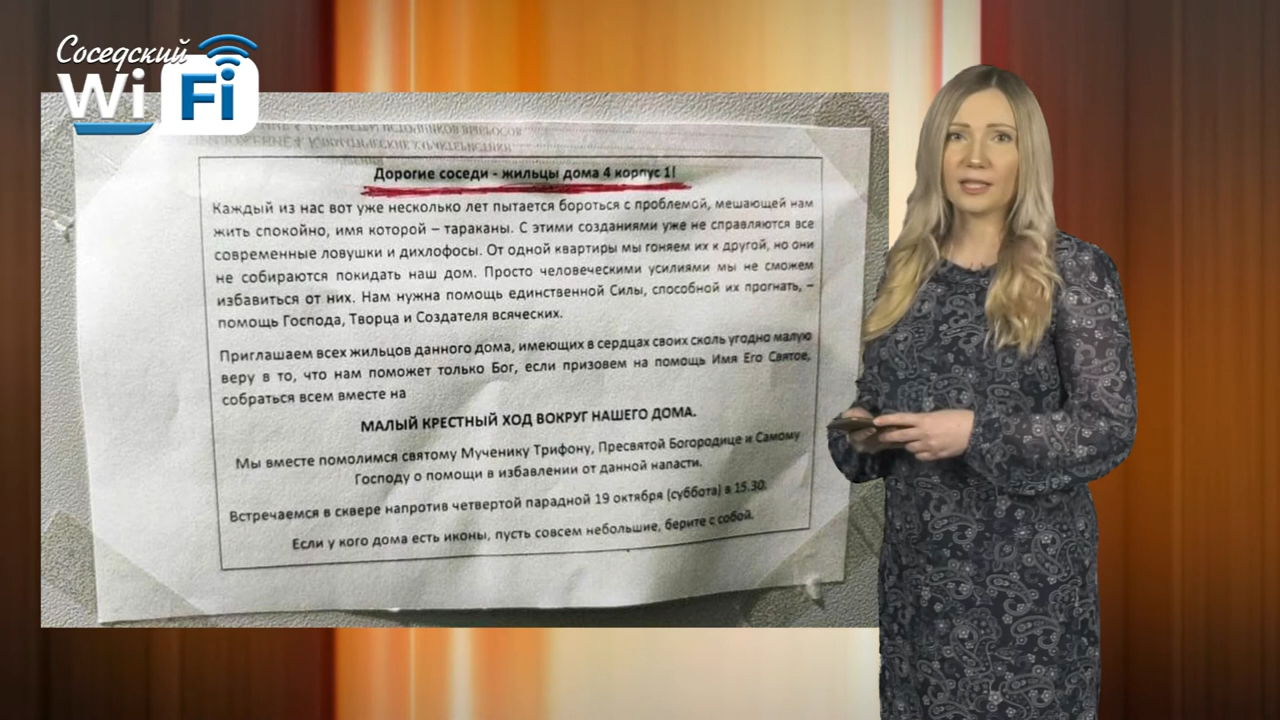 Соседский
WiFi
Дорогие соседи - жильцы дома 4 корпус 1!
Каждый из нас вот уже несколько лет пытается бороться с проблемой, мешающей нам
жить спокойно, имя которой – тараканы. С этими созданиями уже не справляются все
современные ловушки и дихлофосы. От одной квартиры мы гоняем их к другой, но они
не собираются покидать наш дом. Просто человеческими усилиями мы не сможем
избавиться от них. Нам нужна помощь единственной Силы, способной их прогнать, –
помощь Господа, Творца и Создателя всяческих.
Приглашаем всех жильцов данного дома, имеющих в сердцах своих сколь угодно малую
веру в то, что нам поможет только Бог, если призовем на помощь Имя Его Святое,
собраться всем вместе на
МАЛЫЙ КРЕСТНЫЙ ХОД ВОКРУГ НАШЕГО ДОМА.
Мы вместе помолимся святому Мученику Трифону, Пресвятой Богородице и Самому
Господу о помощи в избавлении от данной напасти.
Встречаемся в сквере напротив четвертой парадной 19 октября (суббота) в 15.30.
Если у кого дома есть иконы, пусть совсем небольшие, берите с собой.